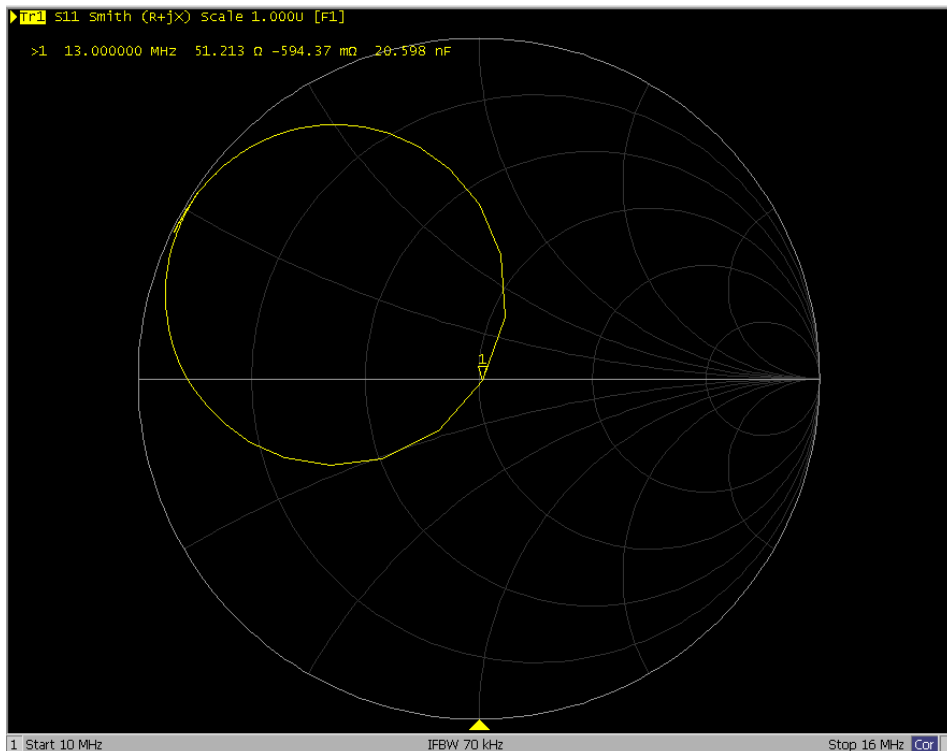 Tr1 S11 Smith (R+jX) Scale 1.000U [F1]
>1 13.000000 MHz 51.213 Ω -594.37 mΩ 20.598 nF
1
1 Start 10 MHz IFBW 70 kHz Stop 16 MHz Cor